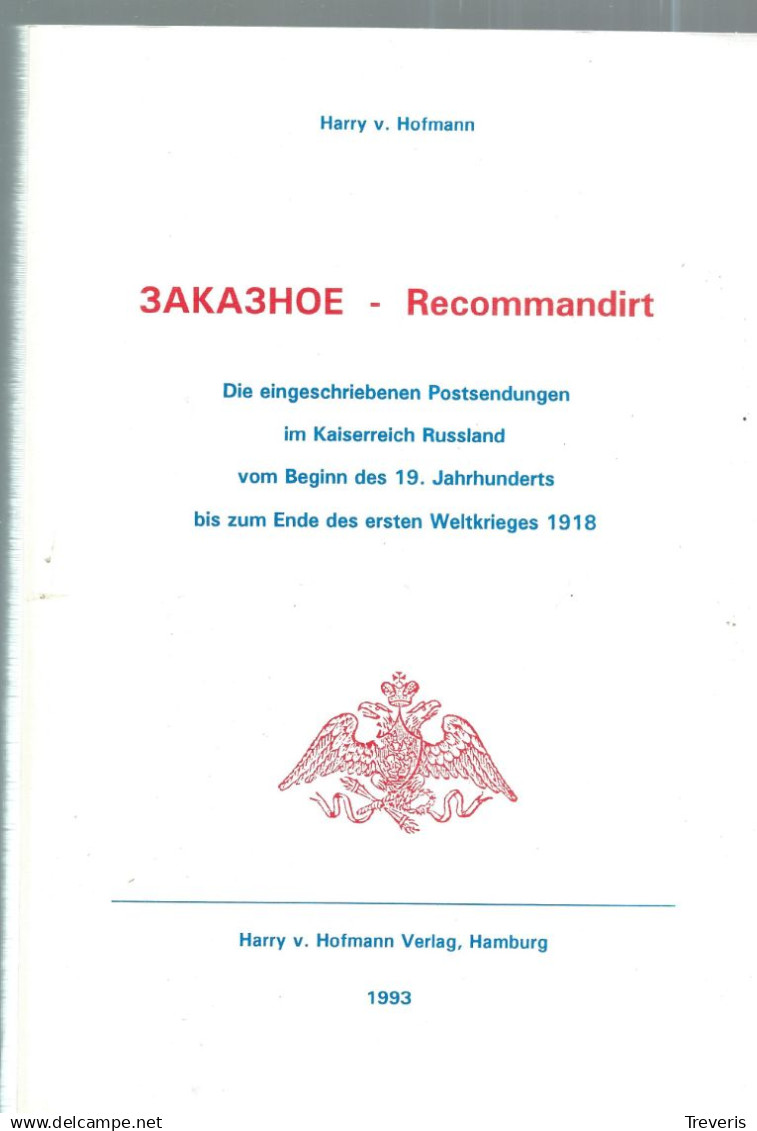 Harry v. Hofmann
ЗАКАЗНОЕ - Recommandirt
Die eingeschriebenen Postsendungen
im Kaiserreich Russland
vom Beginn des 19. Jahrhunderts
bis zum Ende des ersten Weltkrieges 1918
Harry v. Hofmann Verlag, Hamburg
1993
www.delcampe.net
Treveris